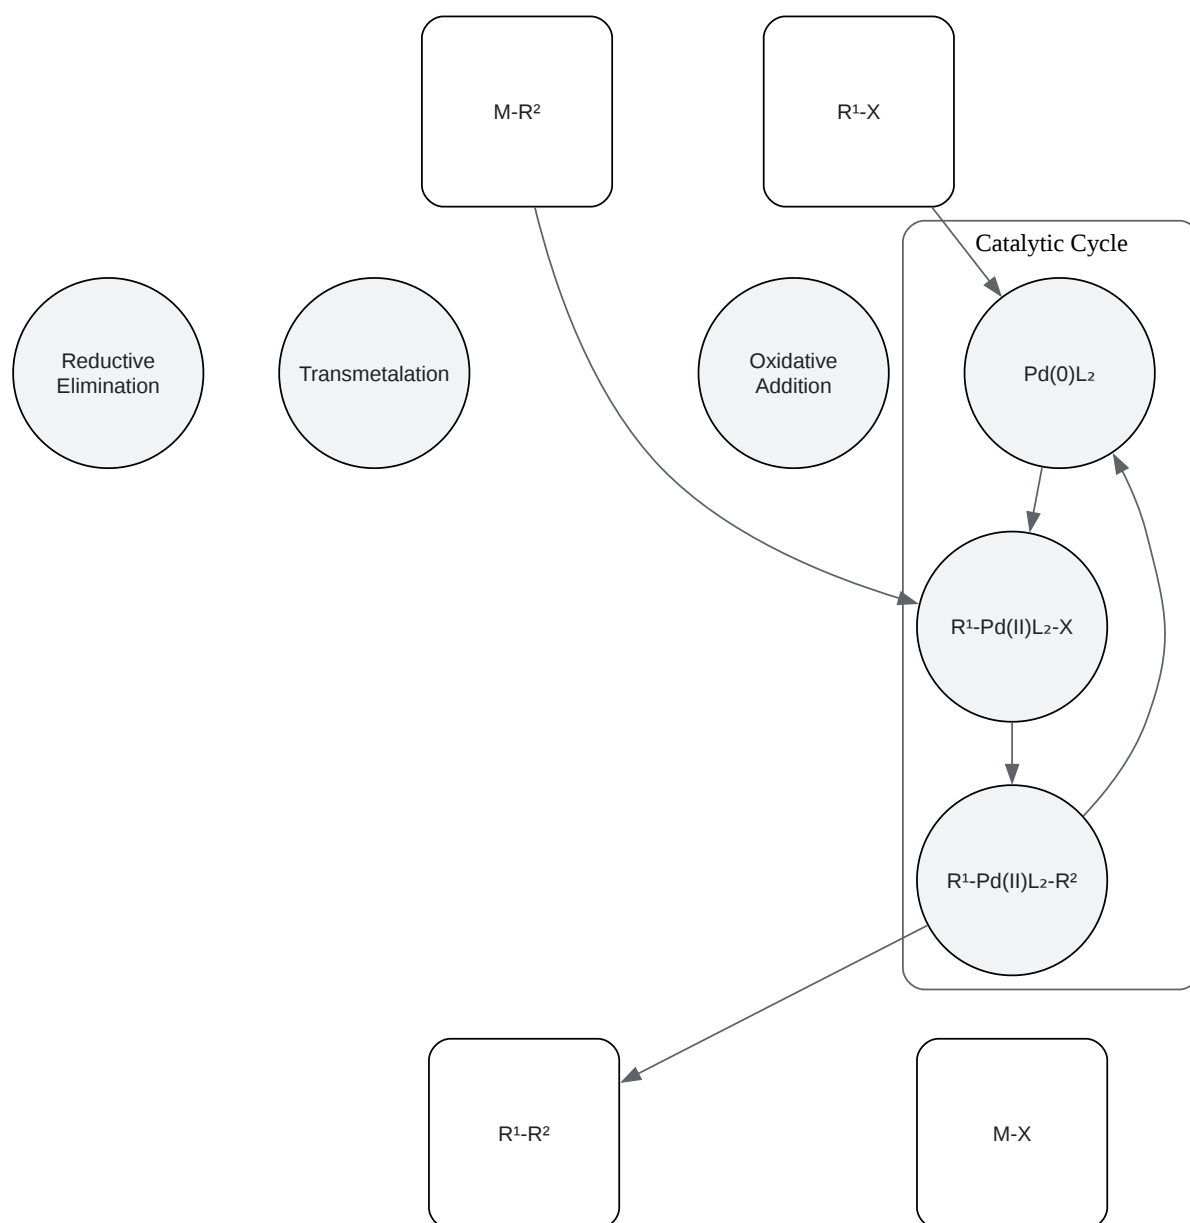 M-R²
R¹-X
Catalytic Cycle
Reductive
Elimination
Transmetalation
Oxidative
Addition
Pd(0)L₂
R¹-Pd(II)L₂-X
R¹-Pd(II)L₂-R²
R¹-R²
M-X